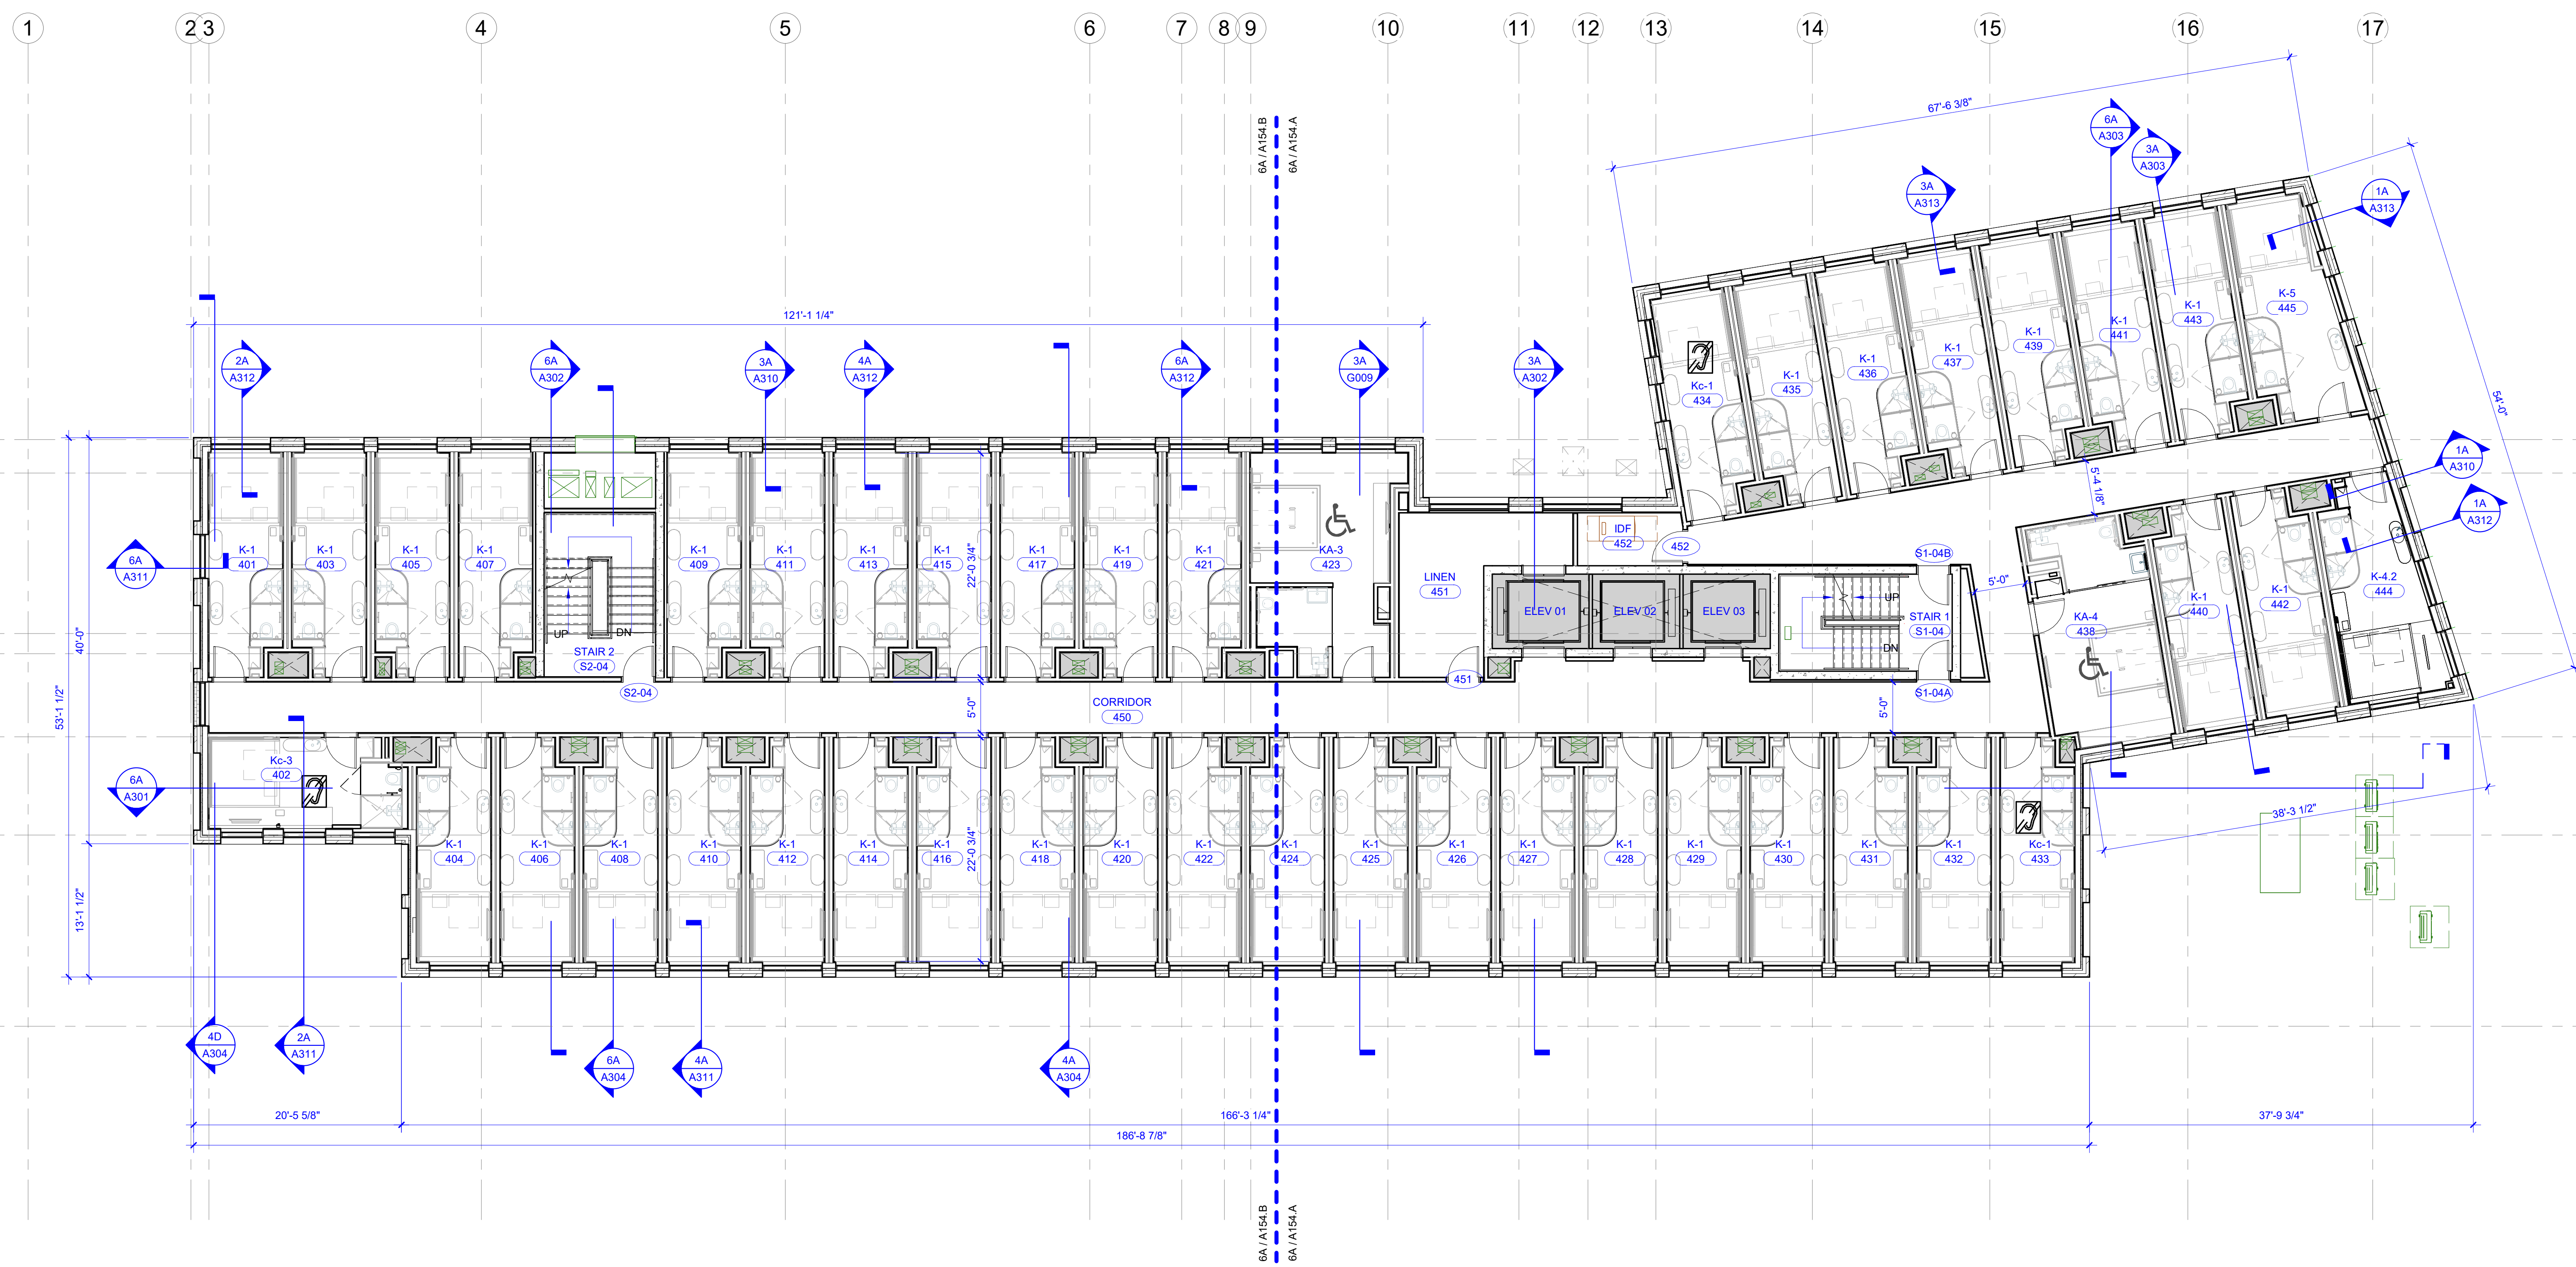 1 2 3 4 5 6 7 8 9 10 11 12 13 14 15 16 17
67'-6 3/8"
6A
A303
3A
A303
6A / A154.B
6A / A154.A
3A
A313
1A
A313
54'-0"
121'-1 1/4"
2A
A312
6A
A302
3A
A310
4A
A312
6A
A312
3A
G009
3A
A302
Kc-1
434
K-1
435
K-1
436
K-1
437
K-1
439
K-1
441
K-1
443
K-5
445
1A
A310
1A
A312
5'-4 1/8"
6A
A311
K-1
401
K-1
403
K-1
405
K-1
407
K-1
409
K-1
411
K-1
413
K-1
415
22'-0 3/4"
K-1
417
K-1
419
K-1
421
KA-3
423
LINEN
451
IDF
452
452
S1-04B
5'-0"
ELEV 01
ELEV 02
ELEV 03
UP
DN
STAIR 1
S1-04
KA-4
438
K-1
440
K-1
442
K-4.2
444
UP
DN
STAIR 2
S2-04
S2-04
451
S1-04A
40'-0"
53'-1 1/2"
13'-1 1/2"
5'-0"
CORRIDOR
450
5'-0"
6A
A301
Kc-3
402
K-1
404
K-1
406
K-1
408
K-1
410
K-1
412
K-1
414
K-1
416
22'-0 3/4"
K-1
418
K-1
420
K-1
422
K-1
424
K-1
425
K-1
426
K-1
427
K-1
428
K-1
429
K-1
430
K-1
431
K-1
432
Kc-1
433
38'-3 1/2"
4D
A304
2A
A311
6A
A304
4A
A311
4A
A304
20'-5 5/8"
166'-3 1/4"
37'-9 3/4"
186'-8 7/8"
6A / A154.B
6A / A154.A